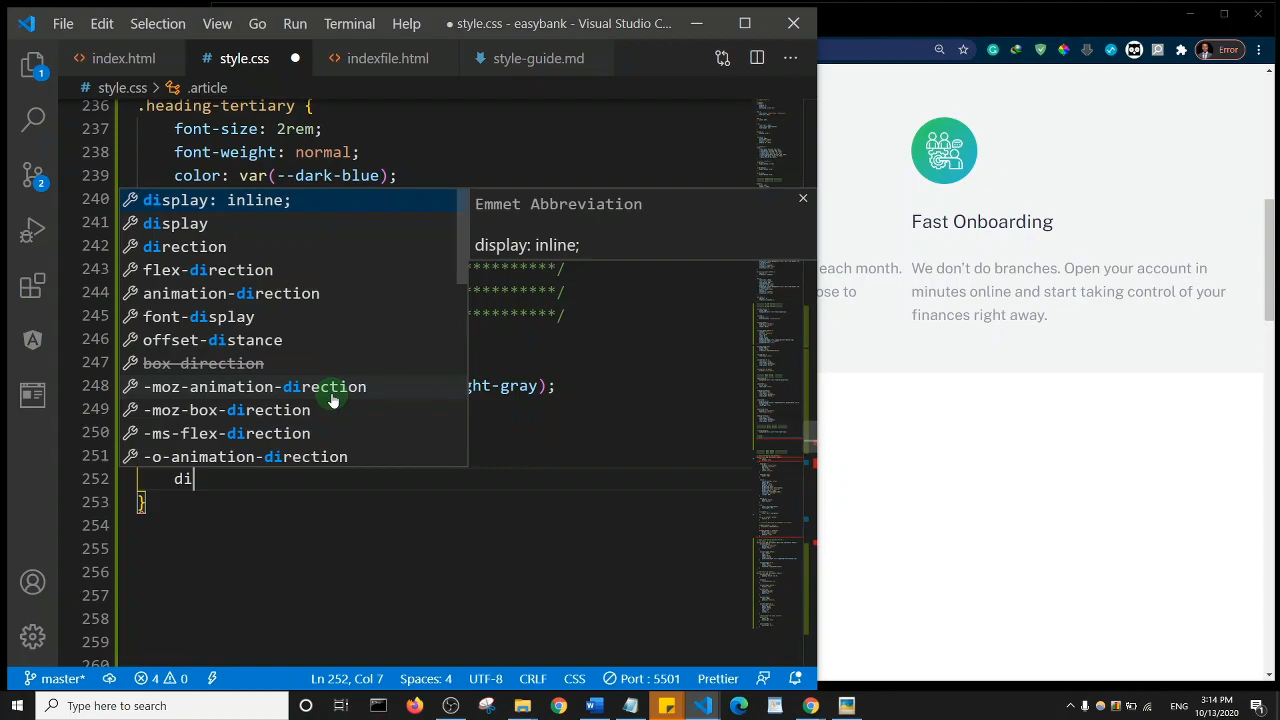 File Edit Selection View Go Run Terminal Help ● style.css - easybank - Visual Studio C...
index.html # style.css ● indexfile.html style-guide.md
# style.css > .article
236 .heading-tertiary {
237 font-size: 2rem;
238 font-weight: normal;
239 color: var(--dark-blue);
240 display: inline;
241 display
242 direction
243 flex-direction
244 animation-direction
245 font-display
246 offset-distance
248 -moz-animation-direction ght-gray);
-moz-box-direction
-ms-flex-direction
-o-animation-direction
252 di
253 }
254
255
256
257
258
259
260
Emmet Abbreviation
display: inline;
**********/
**********/
**********/
master* 4 0 Ln 252, Col 7 Spaces: 4 UTF-8 CRLF CSS Port : 5501 Prettier
1
2
Error
Fast Onboarding
each month. We don't do branches. Open your account in
ose to minutes online and start taking control of your
finances right away.
Type here to search
ENG 3:14 PM
10/13/2020